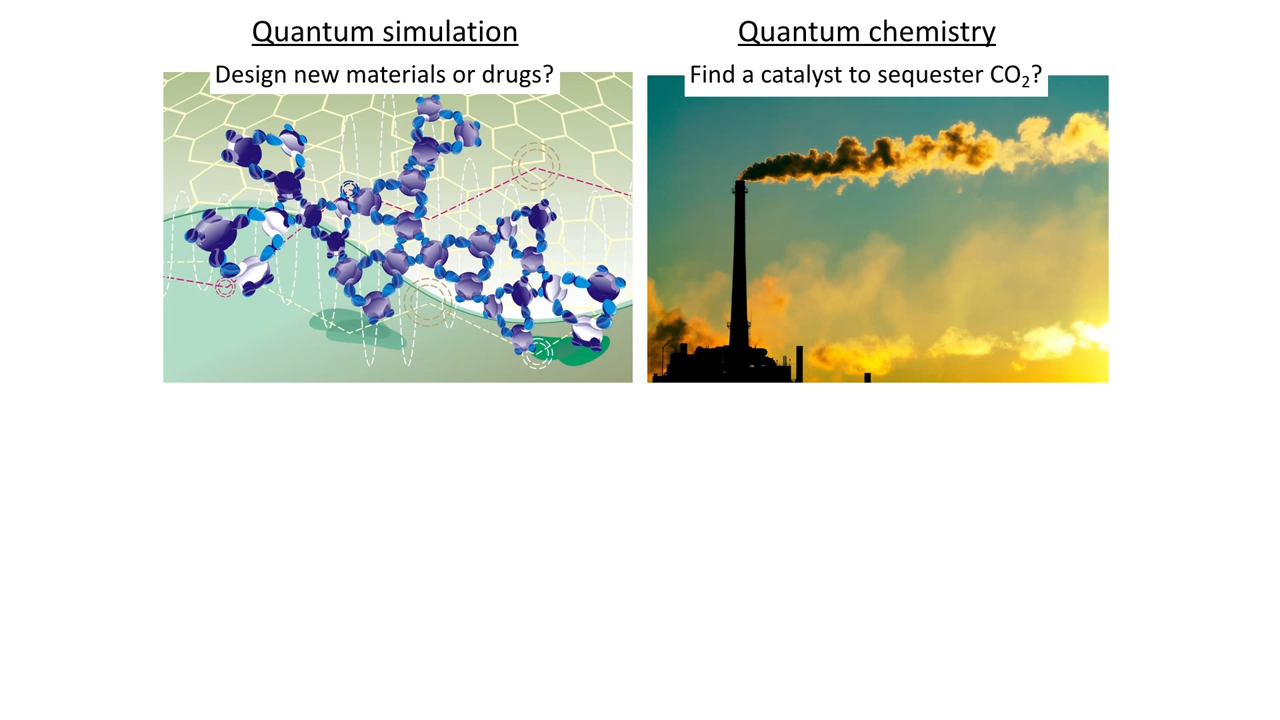 Quantum simulation
Design new materials or drugs?
Quantum chemistry
Find a catalyst to sequester CO₂?